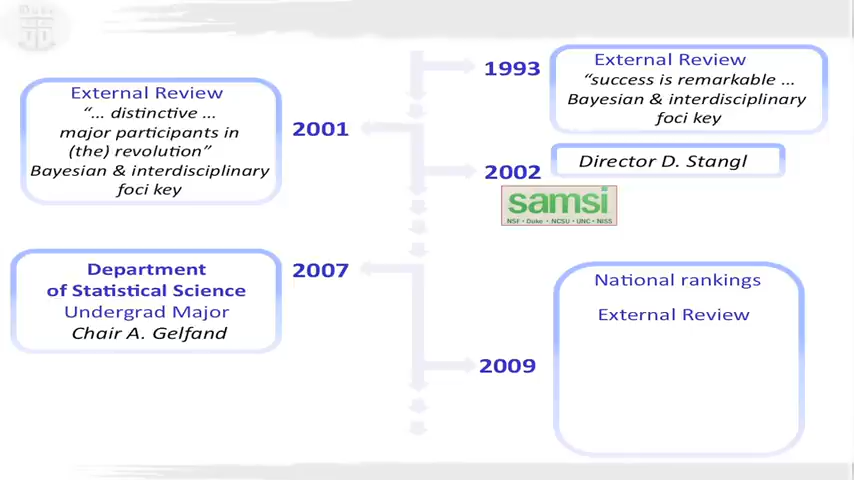 Duke
1993
External Review
“success is remarkable ...
Bayesian & interdisciplinary
foci key
External Review
“... distinctive ...
major participants in
(the) revolution”
Bayesian & interdisciplinary
foci key
2001
2002
Director D. Stangl
samsi
NSF • Duke • NCSU • UNC • NISS
Department
of Statistical Science
Undergrad Major
Chair A. Gelfand
2007
National rankings
External Review
2009